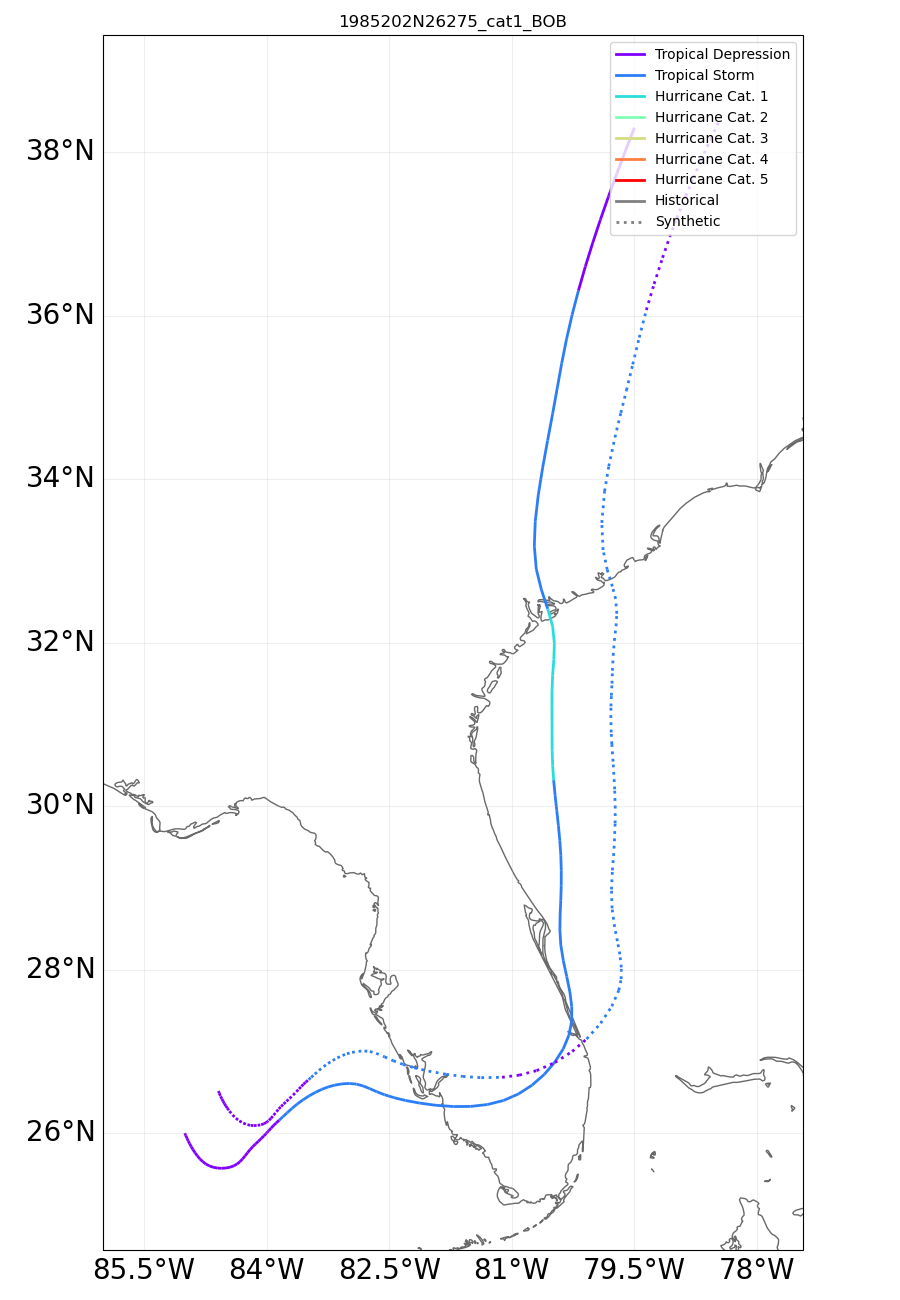 1985202N26275_cat1_BOB
Tropical Depression
Tropical Storm
Hurricane Cat. 1
Hurricane Cat. 2
Hurricane Cat. 3
Hurricane Cat. 4
Hurricane Cat. 5
Historical
Synthetic
38°N
36°N
34°N
32°N
30°N
28°N
26°N
85.5°W 84°W 82.5°W 81°W 79.5°W 78°W